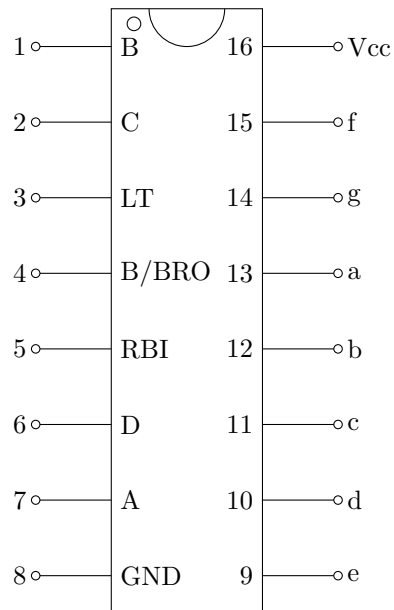 1 B 16 Vcc
2 C 15 f
3 LT 14 g
4 B/BRO 13 a
5 RBI 12 b
6 D 11 c
7 A 10 d
8 GND 9 e